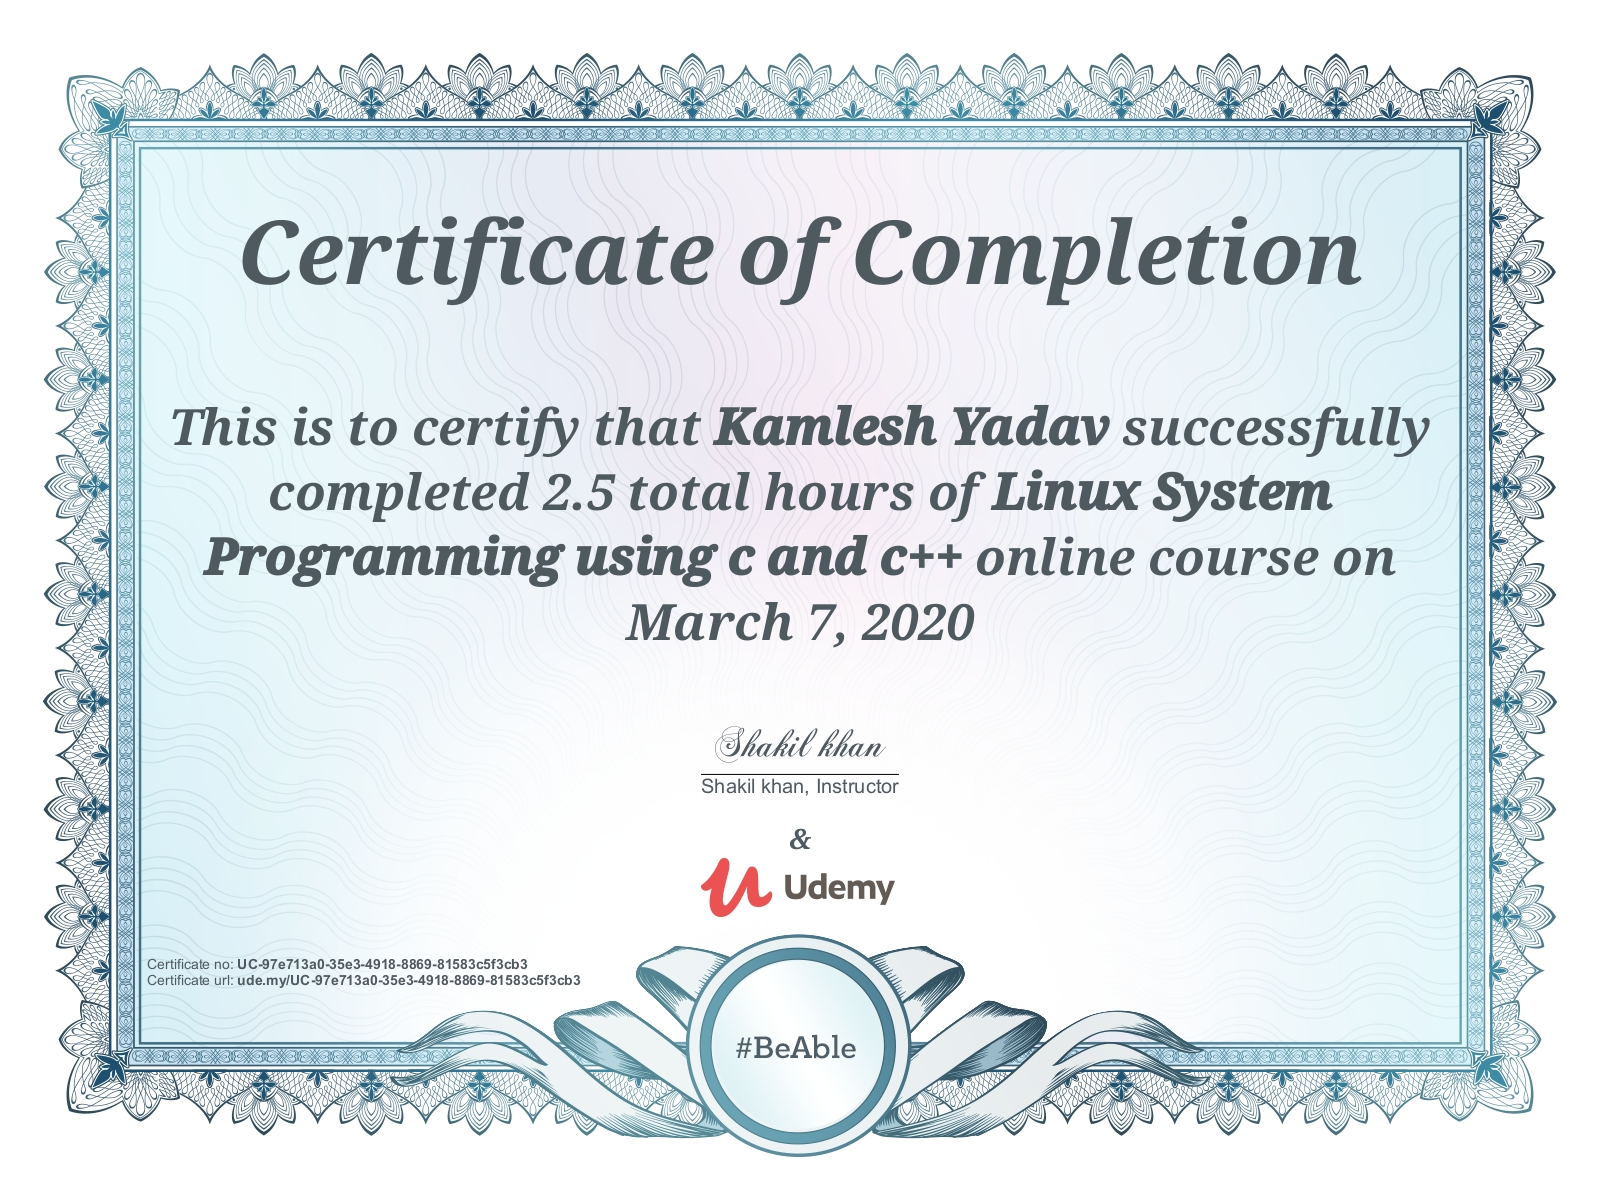 Certificate of Completion
This is to certify that Kamlesh Yadav successfully
completed 2.5 total hours of Linux System
Programming using c and c++ online course on
March 7, 2020
Shakil khan
Shakil khan, Instructor
&
Udemy
Certificate no: UC-97e713a0-35e3-4918-8869-81583c5f3cb3
Certificate url: ude.my/UC-97e713a0-35e3-4918-8869-81583c5f3cb3
#BeAble